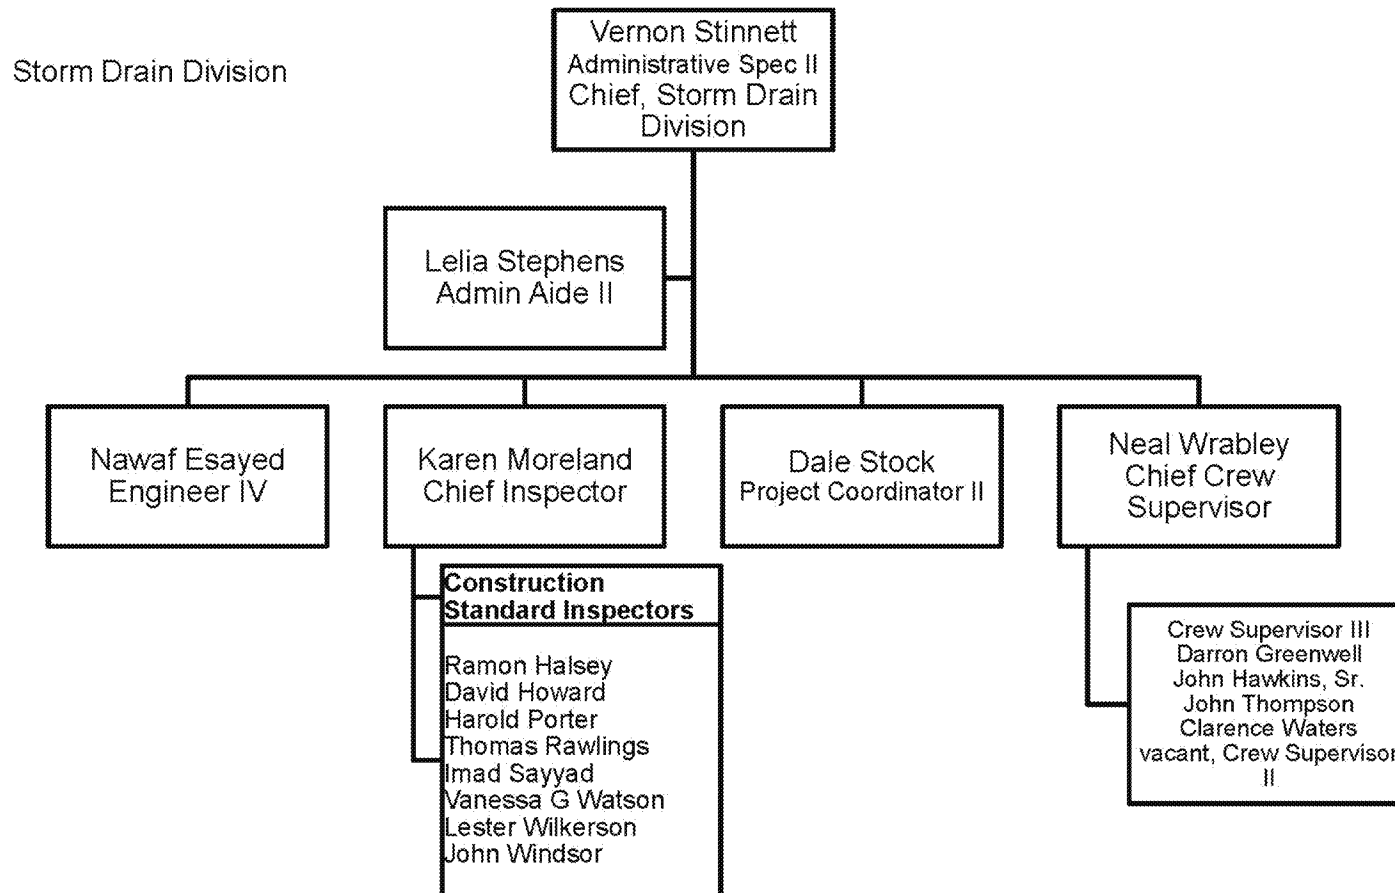 Storm Drain Division
Vernon Stinnett
Administrative Spec II
Chief, Storm Drain
Division
Lelia Stephens
Admin Aide II
Nawaf Esayed
Engineer IV
Karen Moreland
Chief Inspector
Dale Stock
Project Coordinator II
Neal Wrabley
Chief Crew
Supervisor
Construction
Standard Inspectors
Ramon Halsey
David Howard
Harold Porter
Thomas Rawlings
Imad Sayyad
Vanessa G Watson
Lester Wilkerson
John Windsor
Crew Supervisor III
Darron Greenwell
John Hawkins, Sr.
John Thompson
Clarence Waters
vacant, Crew Supervisor
II